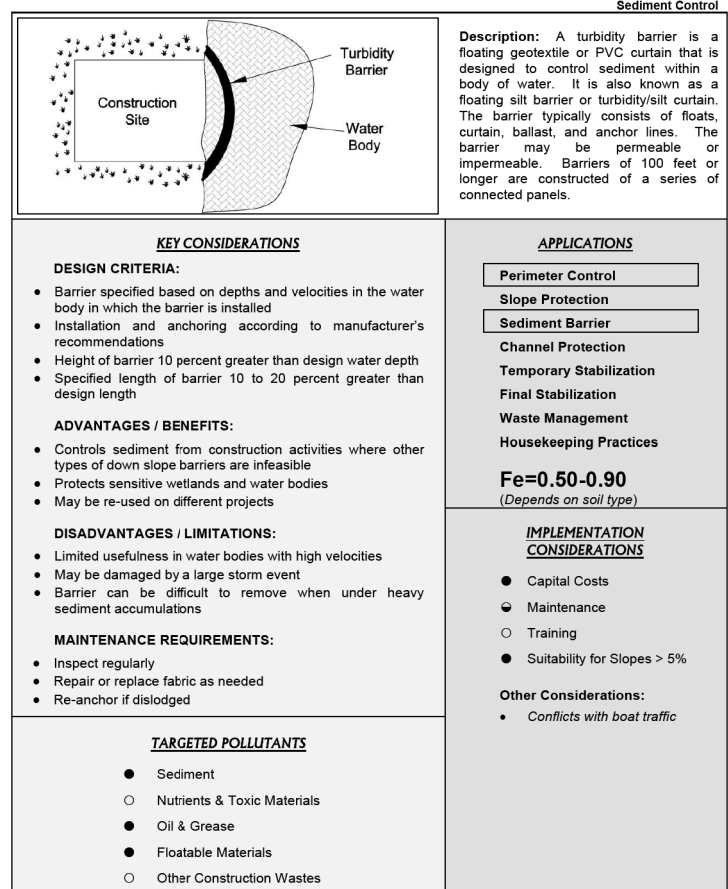 Sediment Control
Construction
Site
Turbidity
Barrier
Water
Body
Description: A turbidity barrier is a
floating geotextile or PVC curtain that is
designed to control sediment within a
body of water. It is also known as a
floating silt barrier or turbidity/silt curtain.
The barrier typically consists of floats,
curtain, ballast, and anchor lines. The
barrier may be permeable or
impermeable. Barriers of 100 feet or
longer are constructed of a series of
connected panels.
KEY CONSIDERATIONS
DESIGN CRITERIA:
● Barrier specified based on depths and velocities in the water
body in which the barrier is installed
● Installation and anchoring according to manufacturer's
recommendations
● Height of barrier 10 percent greater than design water depth
● Specified length of barrier 10 to 20 percent greater than
design length
ADVANTAGES / BENEFITS:
● Controls sediment from construction activities where other
types of down slope barriers are infeasible
● Protects sensitive wetlands and water bodies
● May be re-used on different projects
DISADVANTAGES / LIMITATIONS:
● Limited usefulness in water bodies with high velocities
● May be damaged by a large storm event
● Barrier can be difficult to remove when under heavy
sediment accumulations
MAINTENANCE REQUIREMENTS:
● Inspect regularly
● Repair or replace fabric as needed
● Re-anchor if dislodged
TARGETED POLLUTANTS
● Sediment
○ Nutrients & Toxic Materials
● Oil & Grease
● Floatable Materials
○ Other Construction Wastes
APPLICATIONS
Perimeter Control
Slope Protection
Sediment Barrier
Channel Protection
Temporary Stabilization
Final Stabilization
Waste Management
Housekeeping Practices
Fe=0.50-0.90
(Depends on soil type)
IMPLEMENTATION
CONSIDERATIONS
● Capital Costs
◒ Maintenance
○ Training
● Suitability for Slopes > 5%
Other Considerations:
● Conflicts with boat traffic